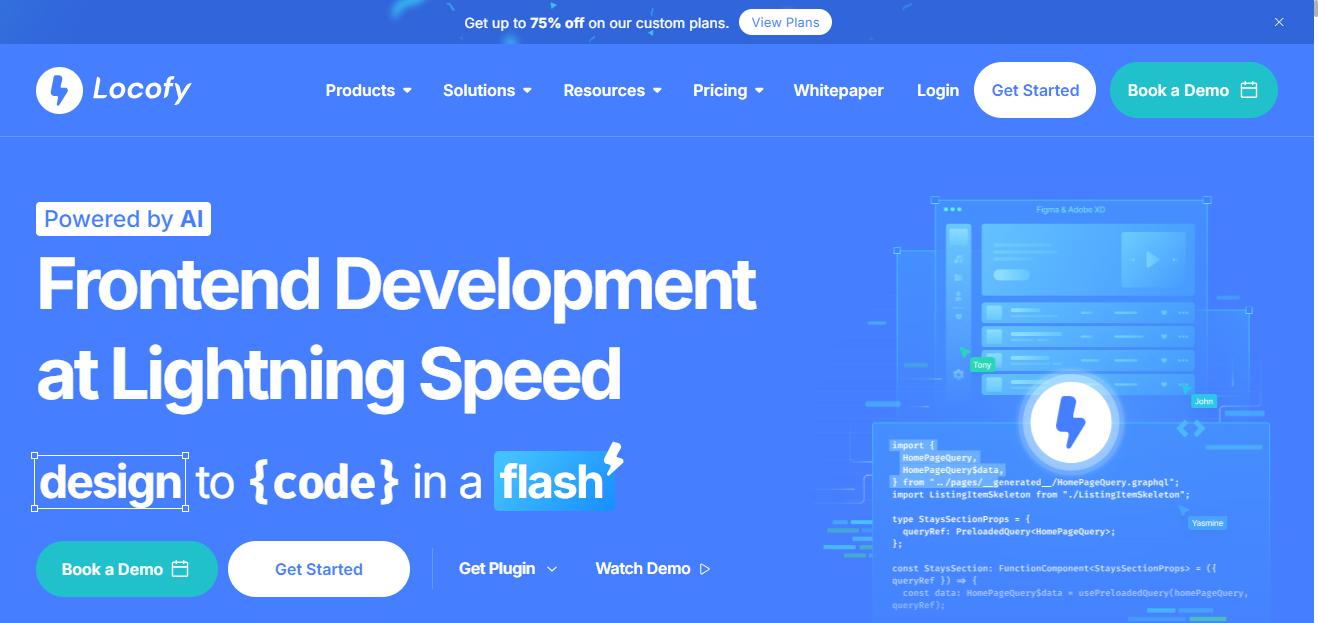 Get up to 75% off on our custom plans. View Plans
Locofy
Products Solutions Resources Pricing Whitepaper Login Get Started Book a Demo
Powered by AI
Frontend Development
at Lightning Speed
design to {code} in a flash
Book a Demo Get Started Get Plugin Watch Demo
Figma & Adobe XD
Tony
John
import {
HomePageQuery,
HomePageQuery$data,
} from "../pages/__generated__/HomePageQuery.graphql";
import ListingItemSkeleton from "./ListingItemSkeleton";
Yasmine
type StaysSectionProps = {
queryRef: PreloadedQuery<HomePageQuery>;
};
const StaysSection: FunctionComponent<StaysSectionProps> = ({
queryRef }) => {
const data: HomePageQuery$data = usePreloadedQuery(homePageQuery,
queryRef);